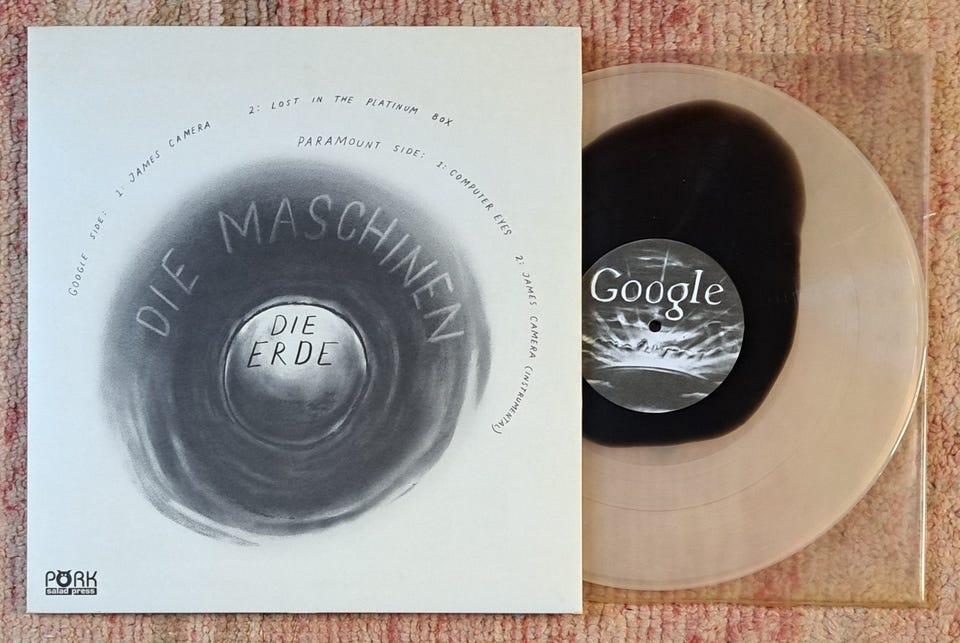 GOOGLE SIDE: 1: JAMES CAMERA 2: LOST IN THE PLATINUM BOX
PARAMOUNT SIDE: 1: COMPUTER EYES 2: JAMES CAMERA (INSTRUMENTAL)
DIE MASCHINEN
DIE
ERDE
Google
PORK
salad press